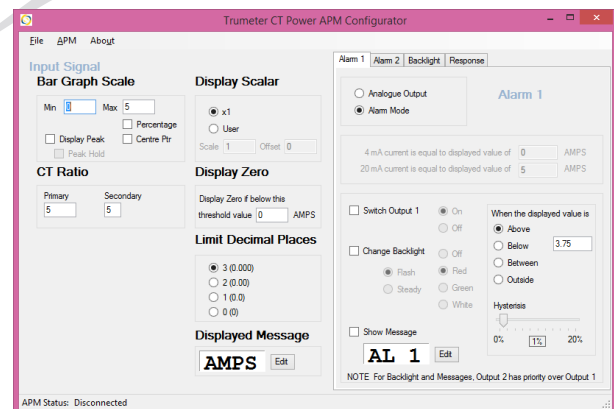 Trumeter CT Power APM Configurator
File APM About
Input Signal
Bar Graph Scale
Min 0 Max 5
Percentage
Display Peak Centre Ptr
Peak Hold
CT Ratio
Primary Secondary
5 5
Display Scalar
x1
User
Scale 1 Offset 0
Display Zero
Display Zero if below this
threshold value 0 AMPS
Limit Decimal Places
3 (0.000)
2 (0.00)
1 (0.0)
0 (0)
Displayed Message
AMPS Edit
Alarm 1 Alarm 2 Backlight Response
Analogue Output
Alarm Mode
Alarm 1
4 mA current is equal to displayed value of 0 AMPS
20 mA current is equal to displayed value of 5 AMPS
Switch Output 1 On
Off
Change Backlight Off
Flash Red
Steady Green
White
When the displayed value is
Above
Below 3.75
Between
Outside
Hysterisis
0% 1% 20%
Show Message
AL 1 Edit
NOTE For Backlight and Messages, Output 2 has priority over Output 1
APM Status: Disconnected